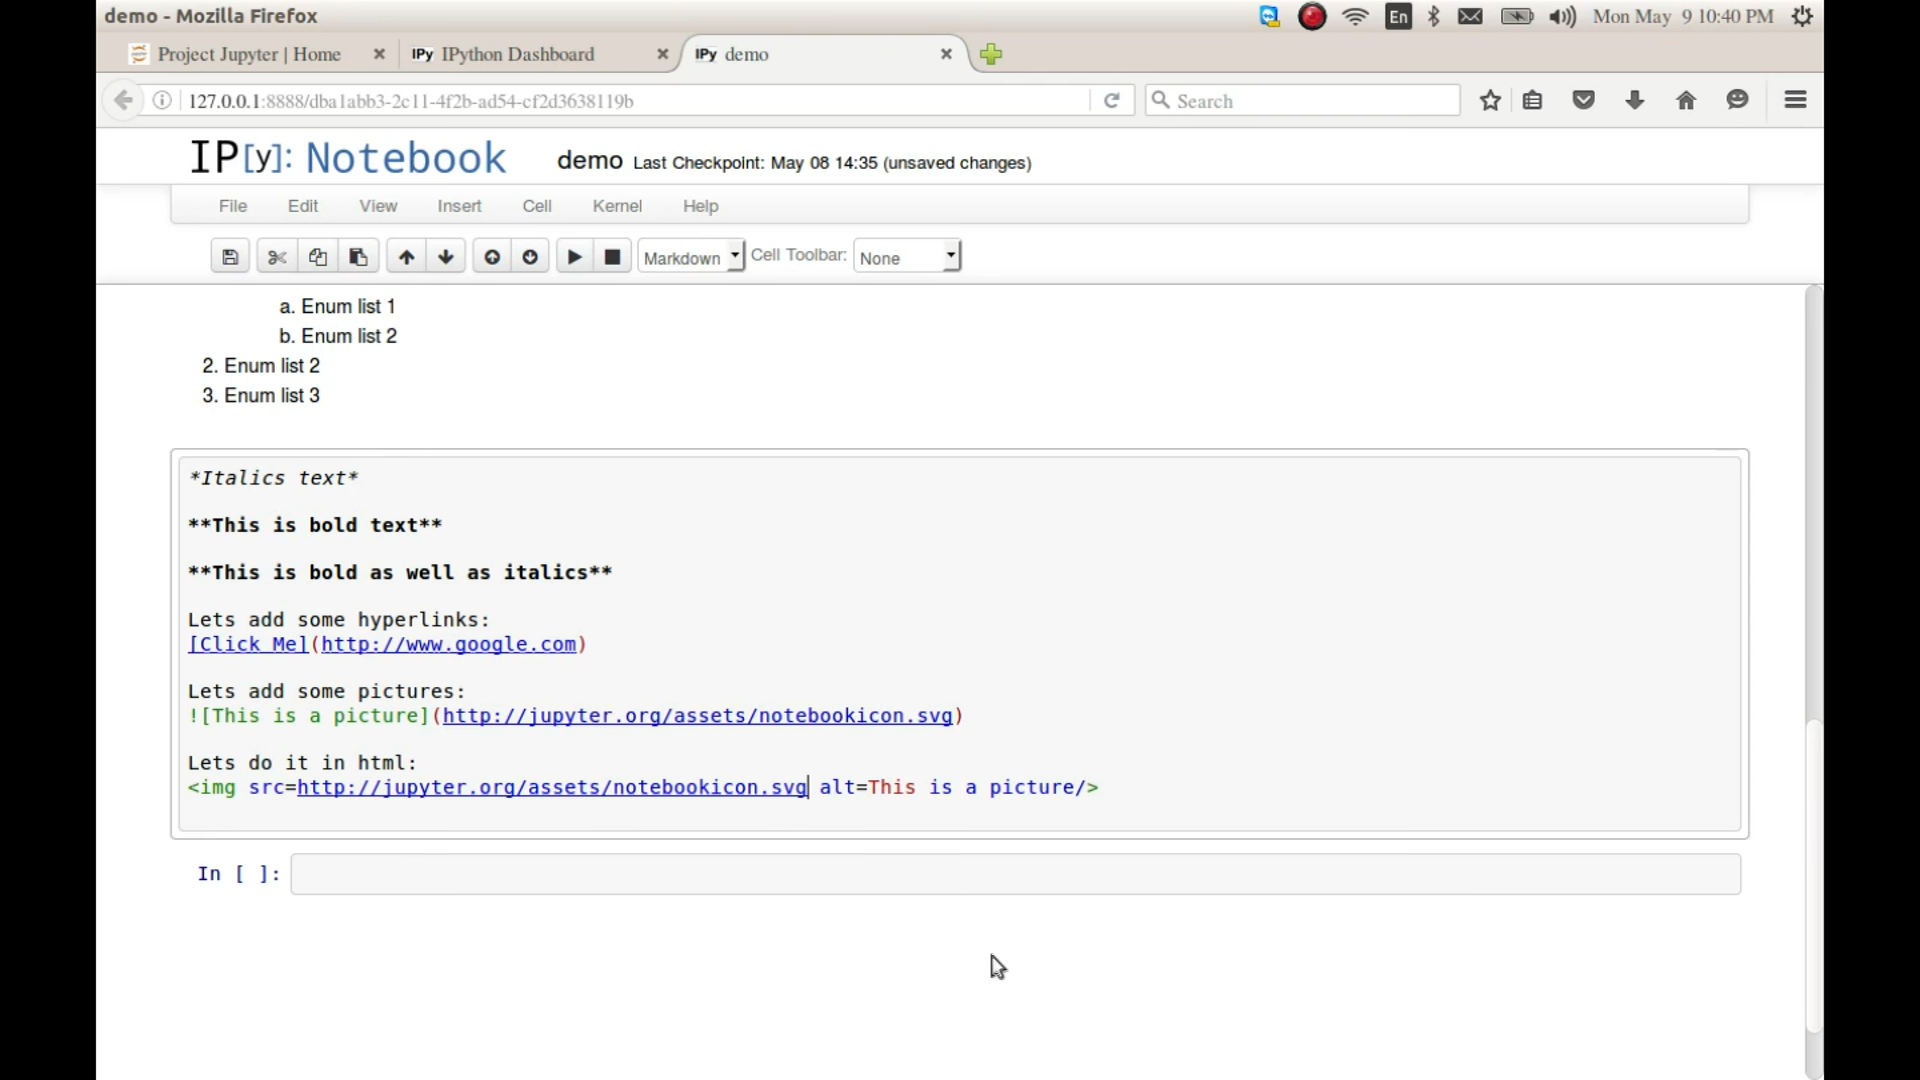 demo - Mozilla Firefox
En
Mon May 9 10:40 PM
Project Jupyter | Home
IPy IPython Dashboard
IPy demo
127.0.0.1:8888/dba1abb3-2c11-4f2b-ad54-cf2d3638119b
Search
IP[y]: Notebook
demo Last Checkpoint: May 08 14:35 (unsaved changes)
File Edit View Insert Cell Kernel Help
Markdown Cell Toolbar: None
a. Enum list 1
b. Enum list 2
2. Enum list 2
3. Enum list 3
*Italics text*
**This is bold text**
**This is bold as well as italics**
Lets add some hyperlinks:
[Click Me](http://www.google.com)
Lets add some pictures:
![This is a picture](http://jupyter.org/assets/notebookicon.svg)
Lets do it in html:
<img src=http://jupyter.org/assets/notebookicon.svg alt=This is a picture/>
In [ ]: